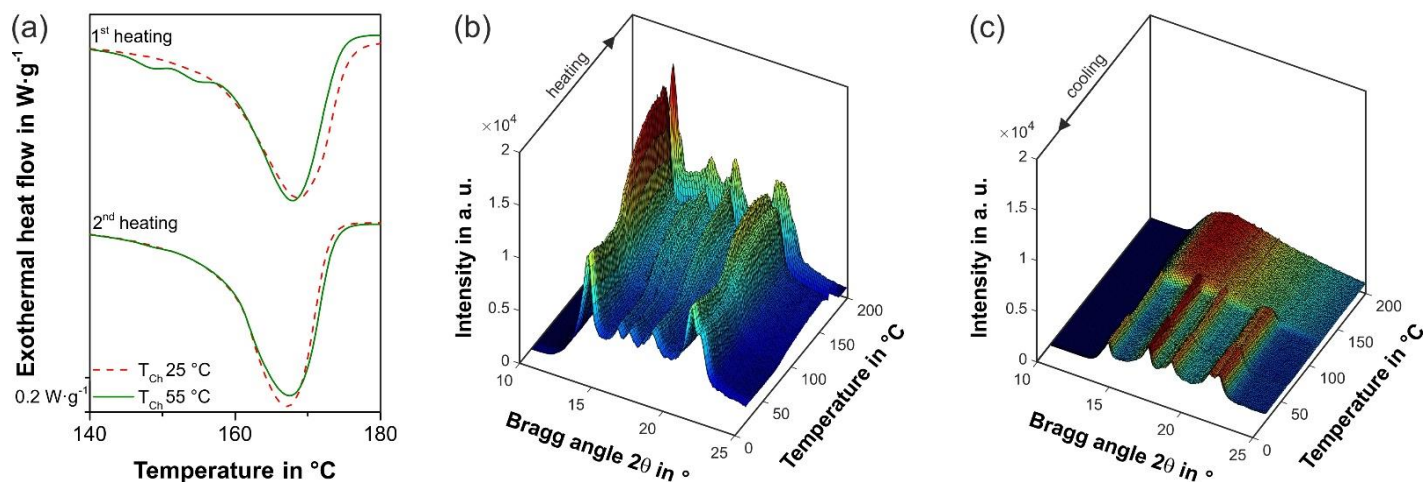 (a)
Exothermal heat flow in W·g⁻¹
1ˢᵗ heating
2ⁿᵈ heating
T_Ch 25 °C
T_Ch 55 °C
0.2 W·g⁻¹
140
160
180
Temperature in °C
(b)
heating
×10⁴
2
1.5
1
0.5
0
Intensity in a. u.
10
15
20
25
Bragg angle 2θ in °
0
50
100
150
200
Temperature in °C
(c)
cooling
×10⁴
2
1.5
1
0.5
0
Intensity in a. u.
10
15
20
25
Bragg angle 2θ in °
0
50
100
150
200
Temperature in °C